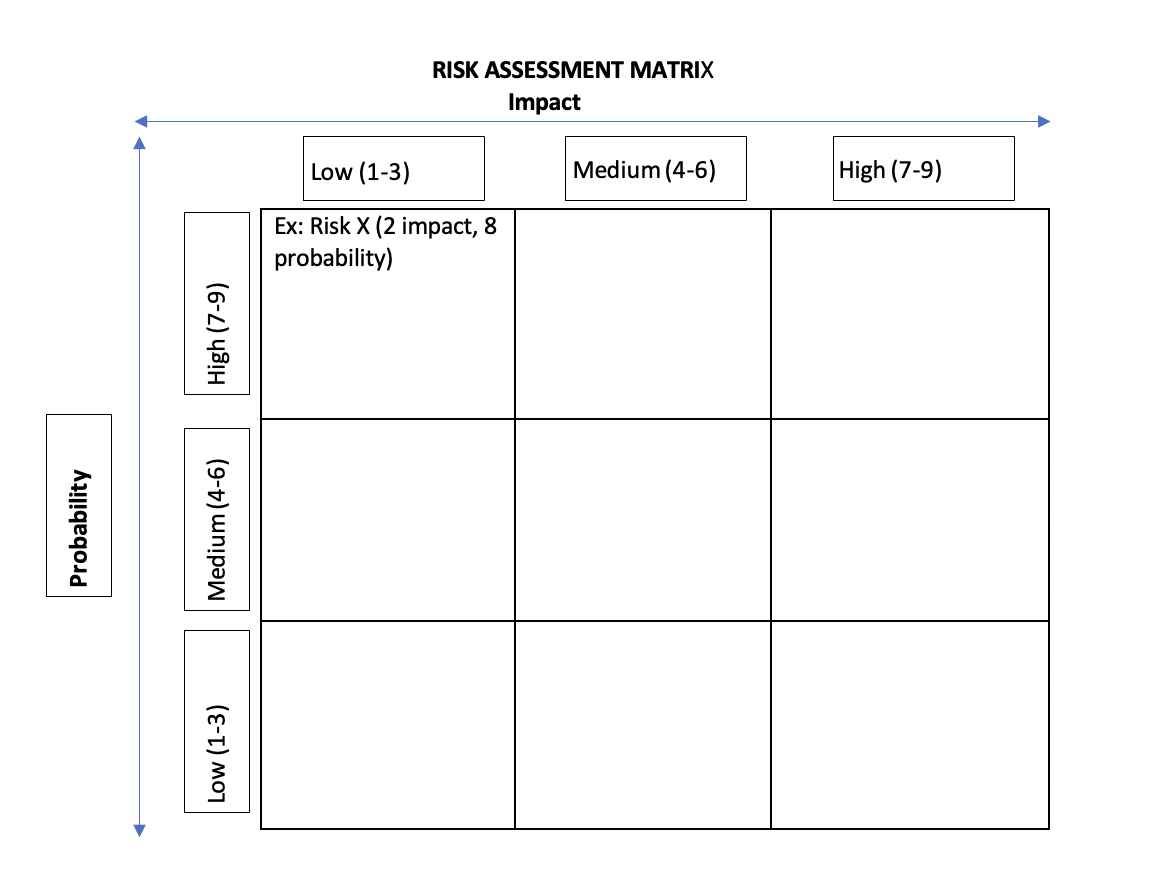 RISK ASSESSMENT MATRIX
Impact
Low (1-3)
Medium (4-6)
High (7-9)
Ex: Risk X (2 impact, 8
probability)
High (7-9)
Probability
Medium (4-6)
Low (1-3)